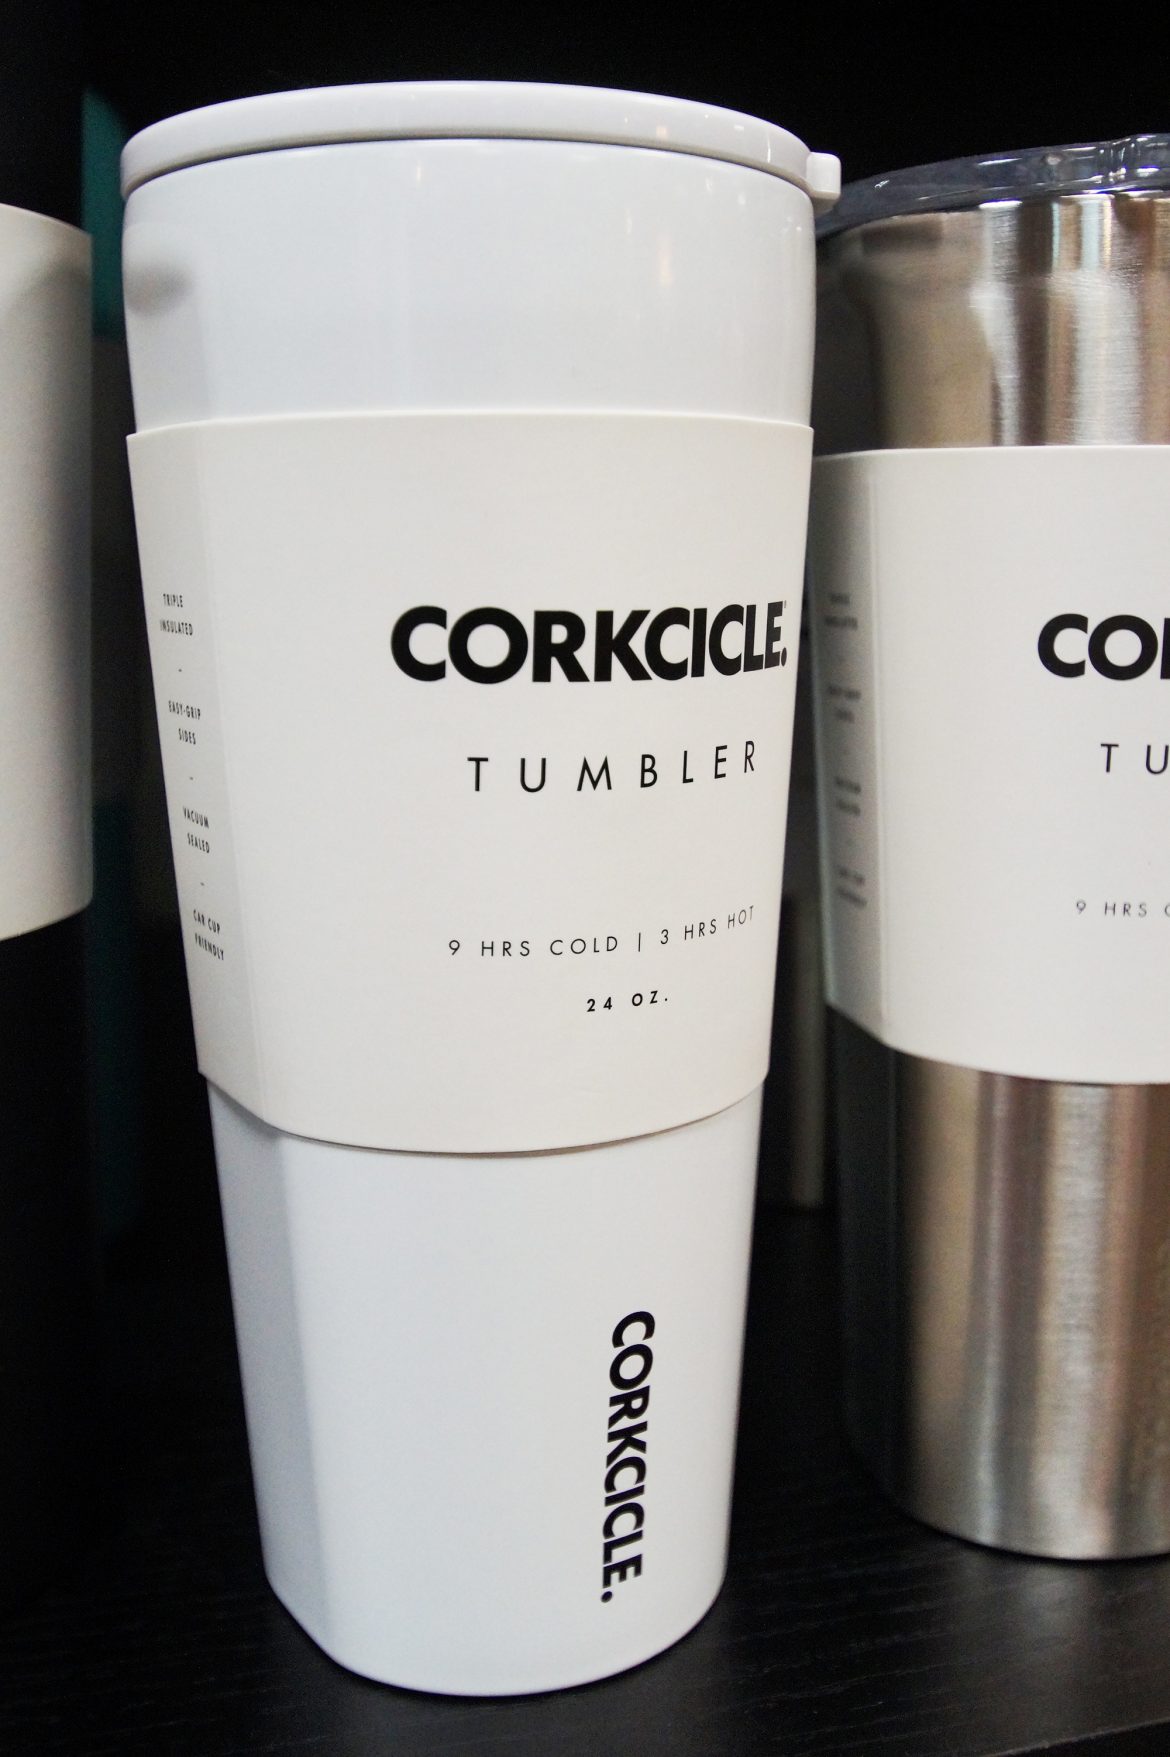 TRIPLE
INSULATED
–
EASY-GRIP
SIDES
–
VACUUM
SEALED
–
CAR CUP
FRIENDLY
CORKCICLE.
TUMBLER
9 HRS COLD | 3 HRS HOT
24 OZ.
CORKCICLE.
CO
TU
9 HRS